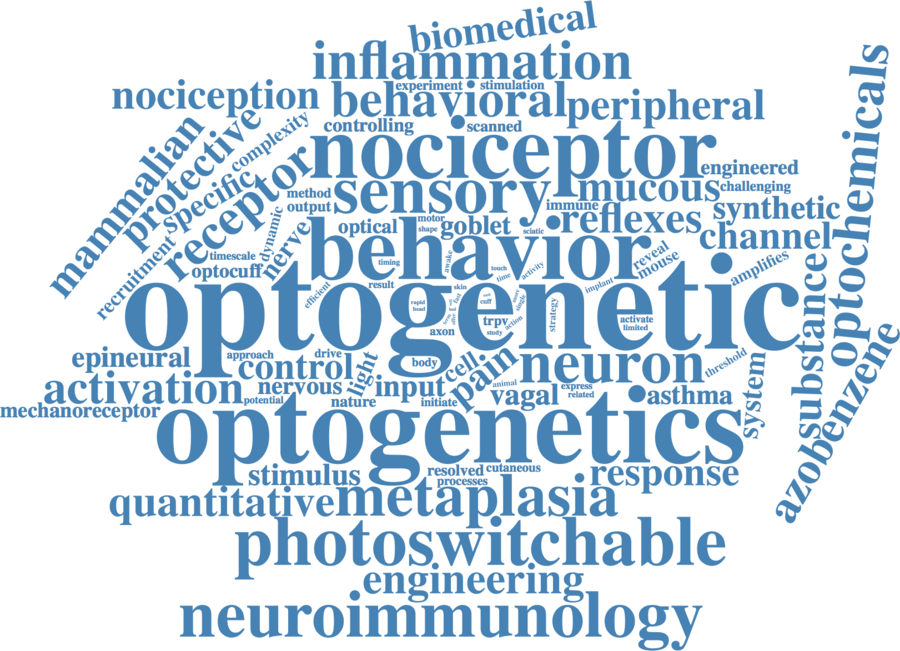 biomedical
inflammation
experiment
stimulation
nociception
behavioral
peripheral
controlling
scanned
complexity
mammalian
protective
nociceptor
engineered
optochemicals
specific
receptor
method
sensory
mucous
challenging
output
immune
synthetic
optical
motor
shape
goblet
sciatic
reflexes
channel
recruitment
dynamic
nerve
timescale
behavior
reveal
mouse
optocuff
timing
awake
touch
time
activity
amplifies
efficient
result
skin
implant
optogenetic
rapid
head
fast
cuff
single
strategy
trpv
action
study
axon
activate
limited
substance
azobenzene
epineural
approach
drive
control
light
body
cell
pain
neuron
threshold
system
activation
nervous
input
animal
vagal
express
related
asthma
potential
nature
initiate
mechanoreceptor
optogenetics
stimulus
resolved
cutaneous
processes
response
quantitative
metaplasia
photoswitchable
engineering
neuroimmunology